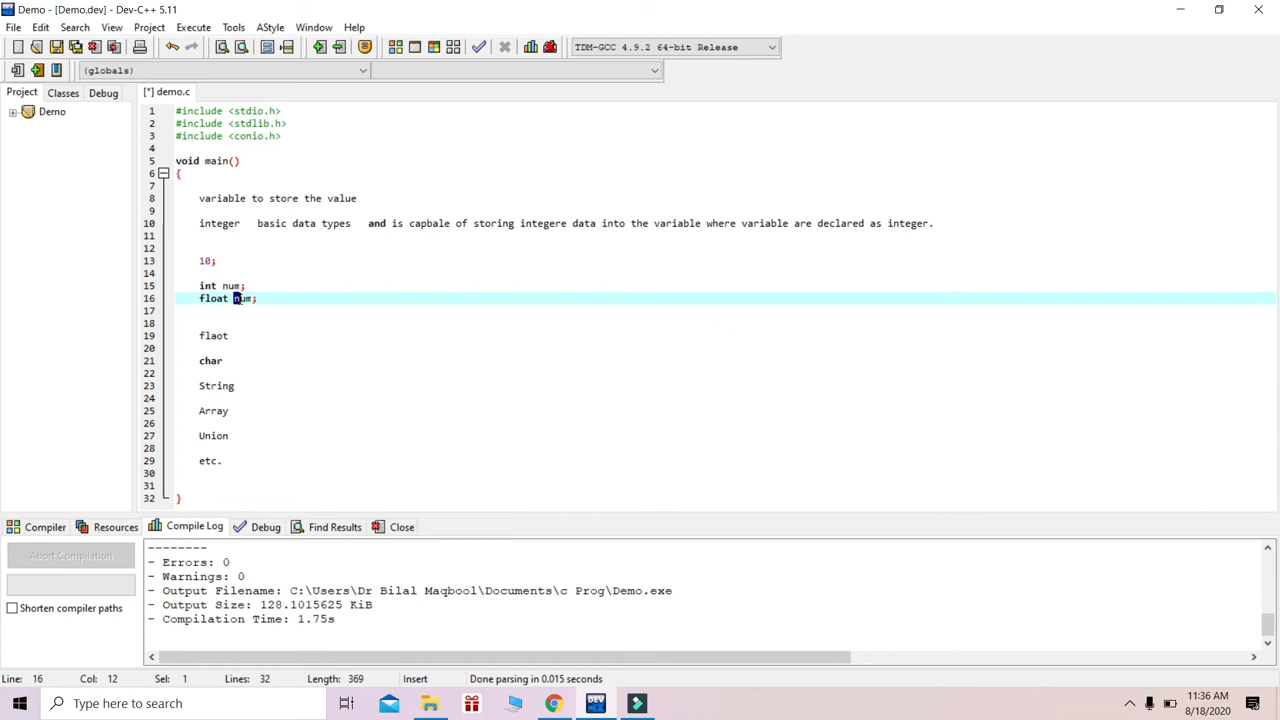 Demo - [Demo.dev] - Dev-C++ 5.11
File Edit Search View Project Execute Tools AStyle Window Help
TDM-GCC 4.9.2 64-bit Release
(globals)
Project Classes Debug [*] demo.c
Demo
1 #include <stdio.h>
2 #include <stdlib.h>
3 #include <conio.h>
4
5 void main()
6 {
7
8 variable to store the value
9
10 integer basic data types and is capbale of storing integere data into the variable where variable are declared as integer.
11
12
13 10;
14
15 int num;
16 float num;
17
18
19 flaot
20
21 char
22
23 String
24
25 Array
26
27 Union
28
29 etc.
30
31
32 }
Compiler Resources Compile Log Debug Find Results Close
Abort Compilation
Shorten compiler paths
--------
- Errors: 0
- Warnings: 0
- Output Filename: C:\Users\Dr Bilal Maqbool\Documents\c Prog\Demo.exe
- Output Size: 128.1015625 KiB
- Compilation Time: 1.75s
Line: 16 Col: 12 Sel: 1 Lines: 32 Length: 369 Insert Done parsing in 0.015 seconds
Type here to search
DEV
11:36 AM
8/18/2020